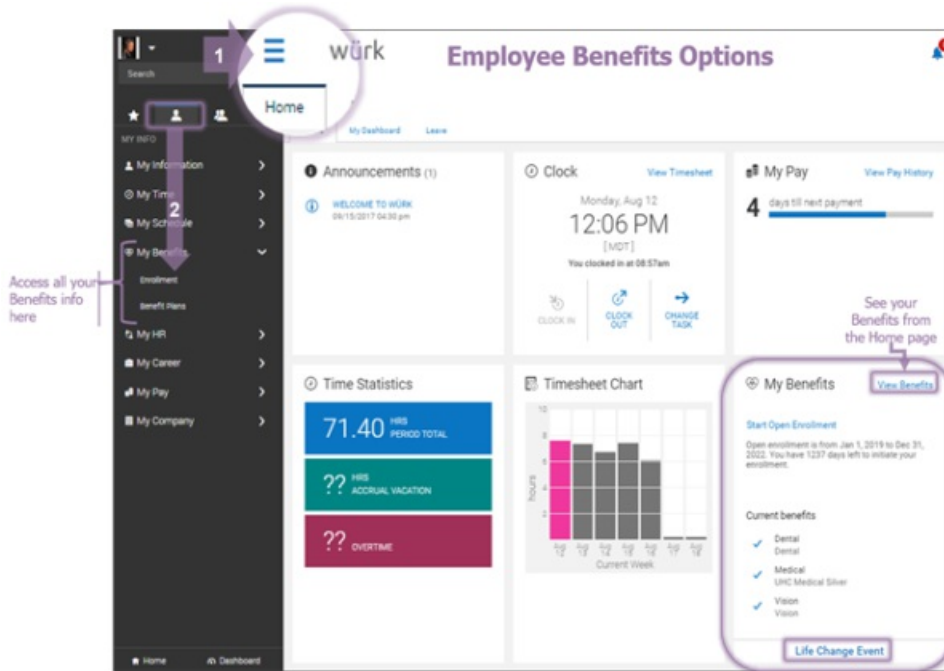 1
würk
Employee Benefits Options
Search
Home
My Dashboard
Leave
MY INFO
My Information
My Time
2
My Schedule
My Benefits
Enrollment
Benefit Plans
My HR
My Career
My Pay
My Company
Home
Dashboard
Access all your
Benefits info
here
Announcements (1)
WELCOME TO WÜRK
09/15/2017 04:30 pm
Clock
View Timesheet
Monday, Aug 12
12:06 PM
[MDT]
You clocked in at 08:57am
CLOCK IN
CLOCK
OUT
CHANGE
TASK
My Pay
View Pay History
4 days till next payment
See your
Benefits from
the Home page
Time Statistics
71.40 HRS
PERIOD TOTAL
?? HRS
ACCRUAL VACATION
?? OVERTIME
Timesheet Chart
10
8
6
4
2
hours
Current Week
My Benefits
View Benefits
Start Open Enrollment
Open enrollment is from Jan 1, 2019 to Dec 31,
2022. You have 1237 days left to initiate your
enrollment.
Current benefits
Dental
Dental
Medical
UHC Medical Silver
Vision
Vision
Life Change Event